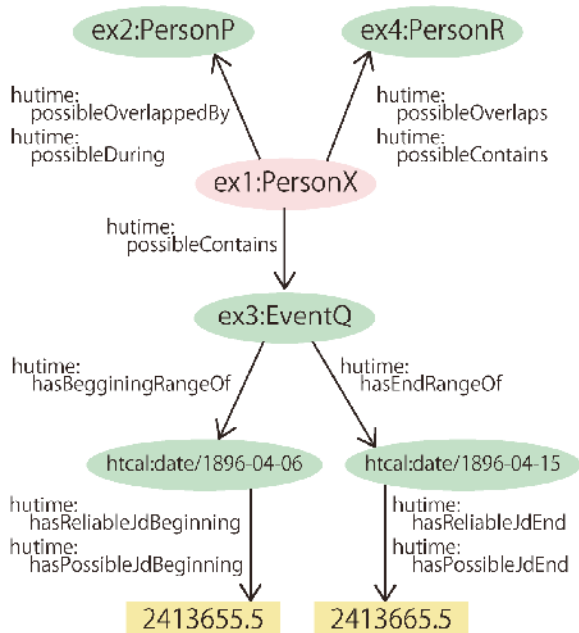 ex2:PersonP
ex4:PersonR
hutime:
possibleOverlappedBy
hutime:
possibleDuring
hutime:
possibleOverlaps
hutime:
possibleContains
ex1:PersonX
hutime:
possibleContains
ex3:EventQ
hutime:
hasBegginingRangeOf
hutime:
hasEndRangeOf
htcal:date/1896-04-06
htcal:date/1896-04-15
hutime:
hasReliableJdBeginning
hutime:
hasPossibleJdBeginning
hutime:
hasReliableJdEnd
hutime:
hasPossibleJdEnd
2413655.5
2413665.5